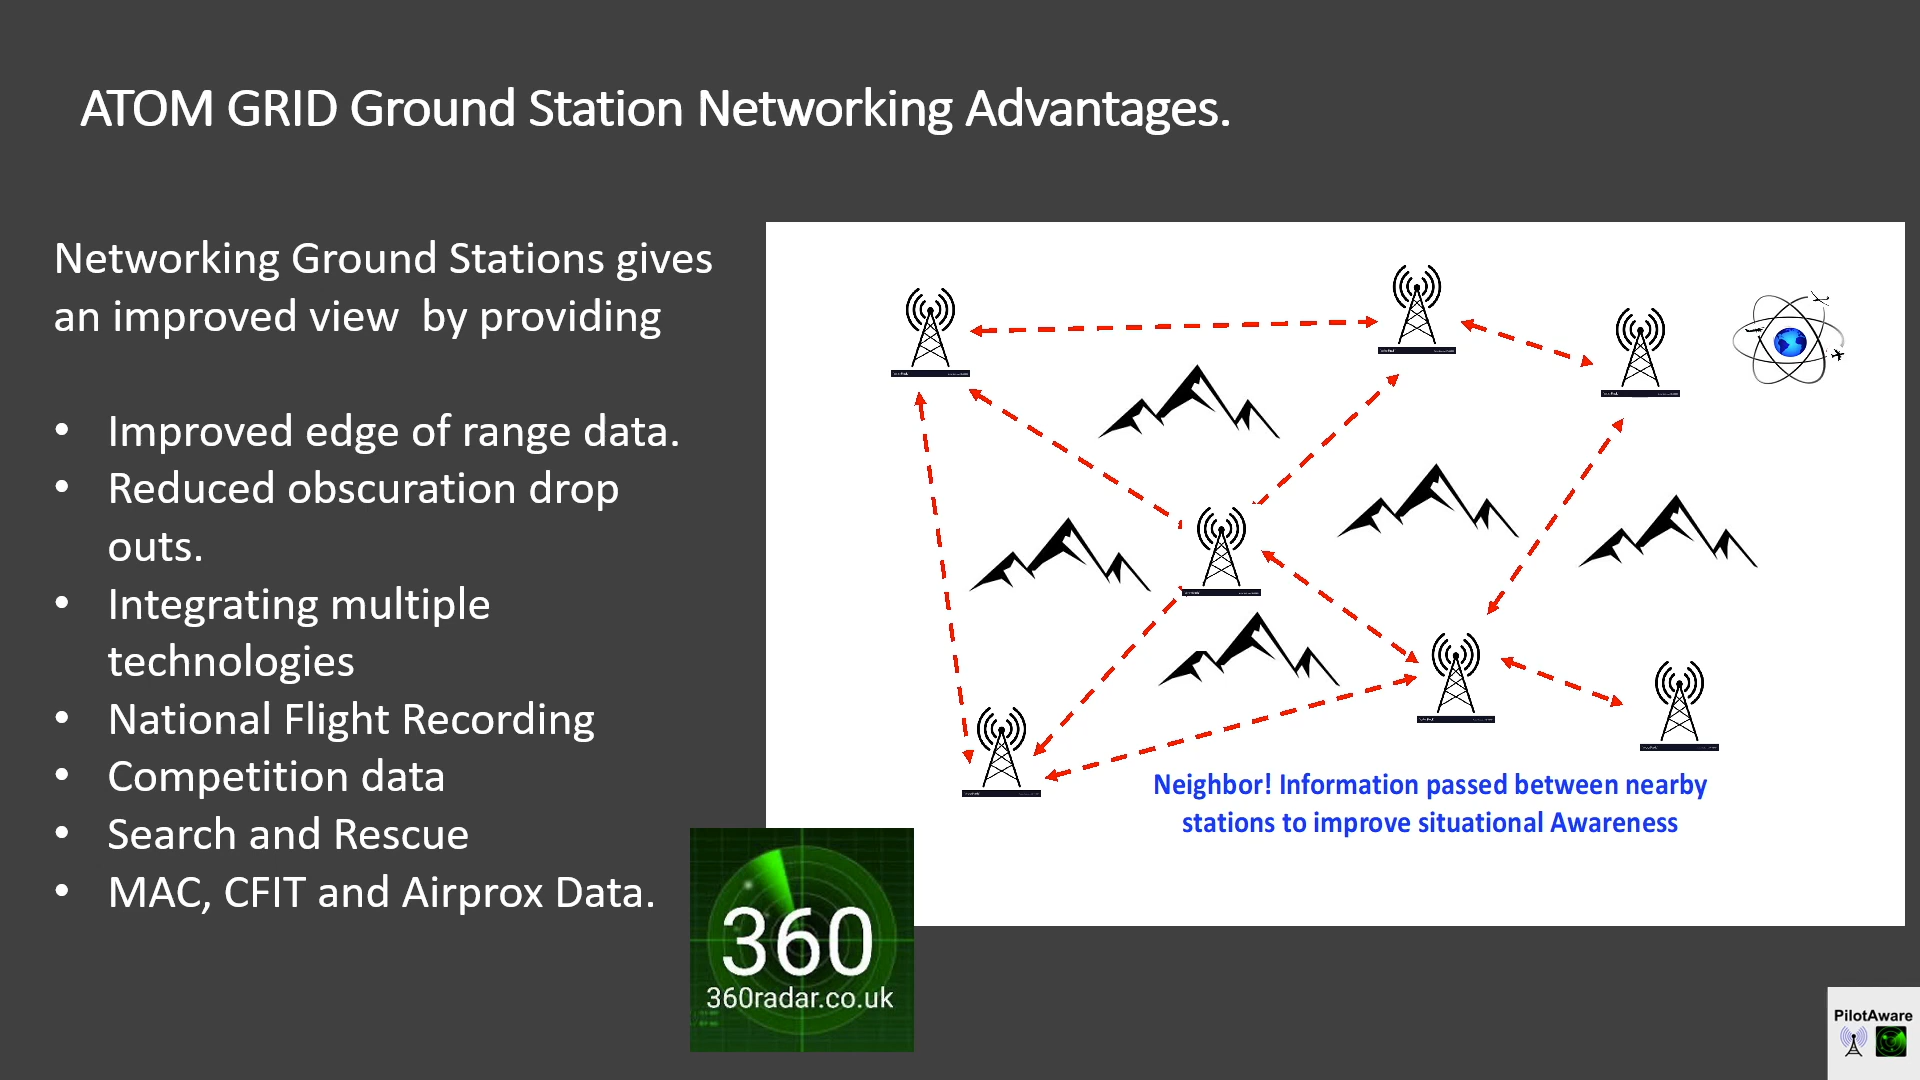 ATOM GRID Ground Station Networking Advantages.
Networking Ground Stations gives
an improved view  by providing
• Improved edge of range data.
• Reduced obscuration drop
outs.
• Integrating multiple
technologies
• National Flight Recording
• Competition data
• Search and Rescue
• MAC, CFIT and Airprox Data.
Neighbor! Information passed between nearby
stations to improve situational Awareness
360
360radar.co.uk
PilotAware